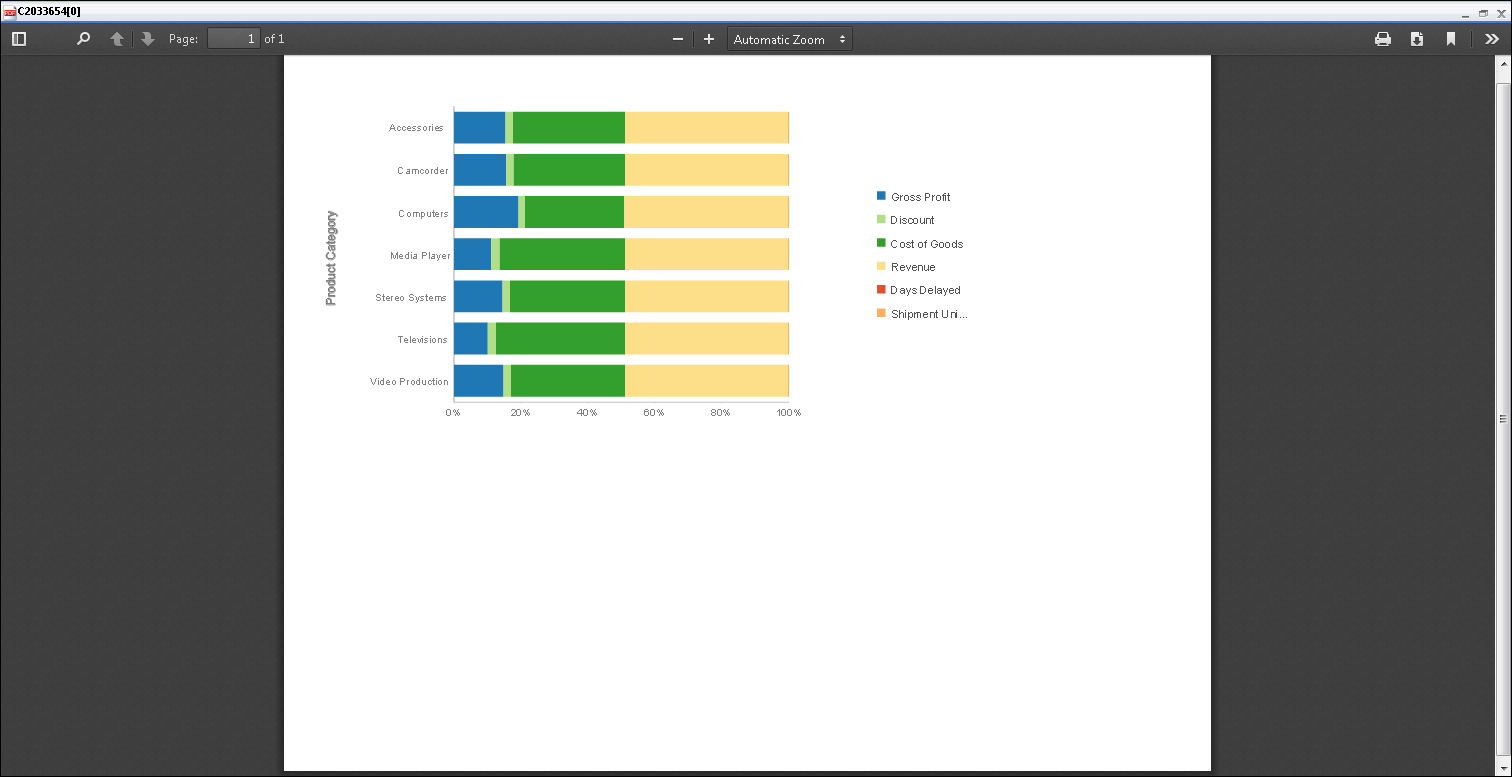 C2033654[0]
Page: 1 of 1
Automatic Zoom
Product Category
Accessories
Camcorder
Computers
Media Player
Stereo Systems
Televisions
Video Production
0% 20% 40% 60% 80% 100%
Gross Profit
Discount
Cost of Goods
Revenue
Days Delayed
Shipment Uni...